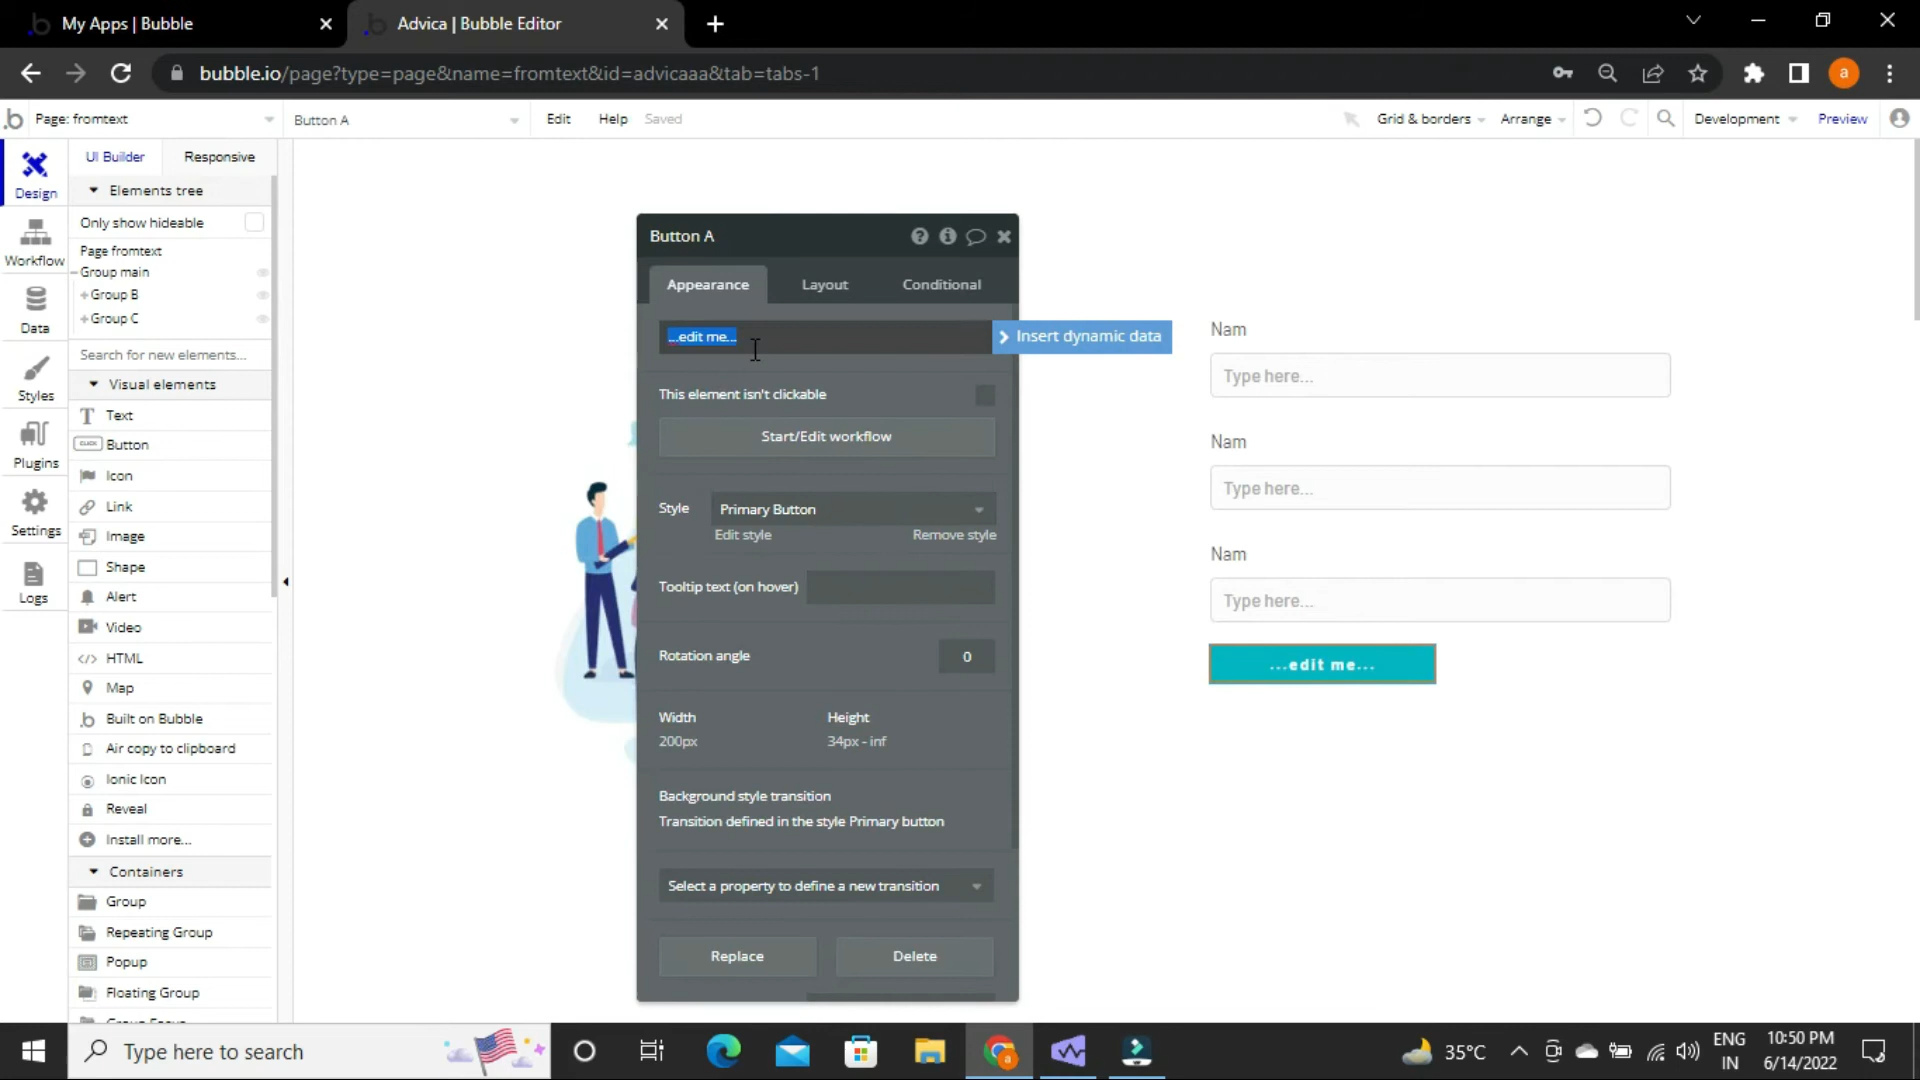 My Apps | Bubble
Advica | Bubble Editor
bubble.io/page?type=page&name=fromtext&id=advicaaa&tab=tabs-1
a
Page: fromtext
Button A
Edit
Help
Saved
Grid & borders
Arrange
Development
Preview
Design
Workflow
Data
Styles
Plugins
Settings
Logs
UI Builder
Responsive
Elements tree
Only show hideable
Page fromtext
Group main
Group B
Group C
Search for new elements...
Visual elements
Text
CLICK
Button
Icon
Link
Image
Shape
Alert
Video
HTML
Map
Built on Bubble
Air copy to clipboard
Ionic Icon
Reveal
Install more...
Containers
Group
Repeating Group
Popup
Floating Group
Button A
Appearance
Layout
Conditional
...edit me...
Insert dynamic data
This element isn't clickable
Start/Edit workflow
Style
Primary Button
Edit style
Remove style
Tooltip text (on hover)
Rotation angle
0
Width
Height
200px
34px - inf
Background style transition
Transition defined in the style Primary button
Select a property to define a new transition
Replace
Delete
Nam
Type here...
Nam
Type here...
Nam
Type here...
...edit me...
Type here to search
a
35°C
ENG
IN
10:50 PM
6/14/2022